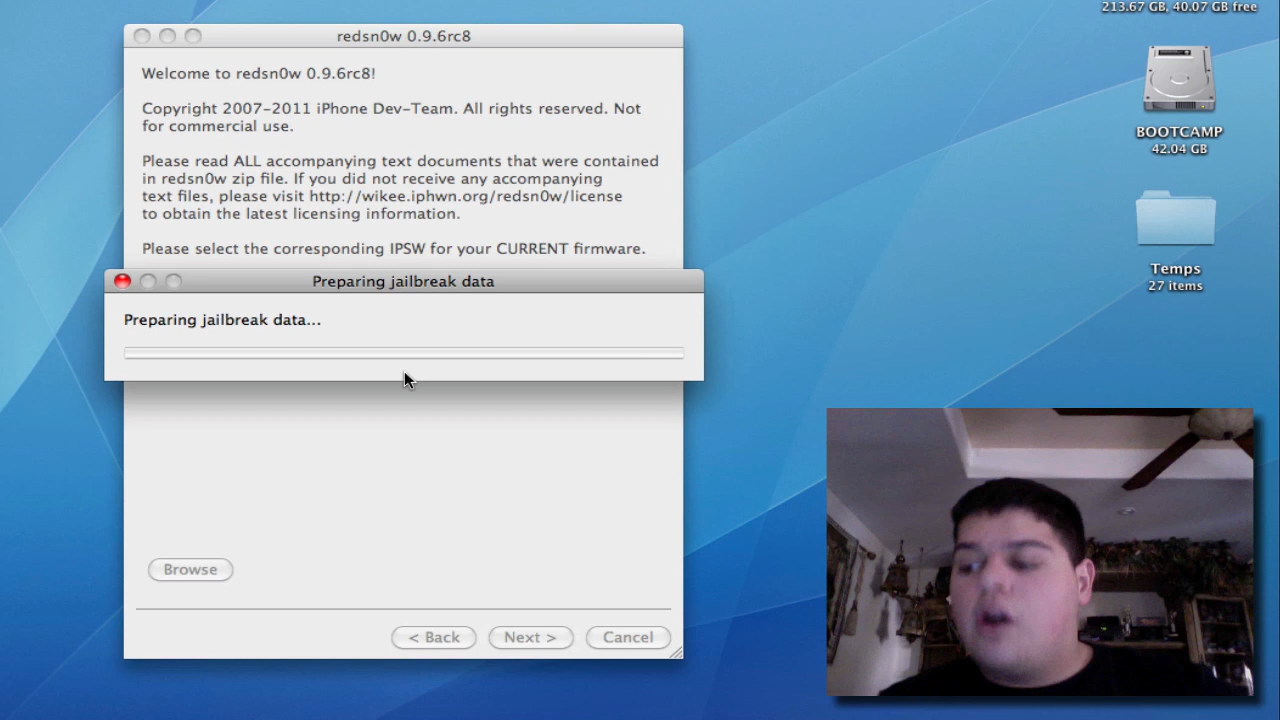 213.67 GB, 40.07 GB free
redsn0w 0.9.6rc8
Welcome to redsn0w 0.9.6rc8!
Copyright 2007-2011 iPhone Dev-Team. All rights reserved. Not
for commercial use.
Please read ALL accompanying text documents that were contained
in redsn0w zip file. If you did not receive any accompanying
text files, please visit http://wikee.iphwn.org/redsn0w/license
to obtain the latest licensing information.
Please select the corresponding IPSW for your CURRENT firmware.
Preparing jailbreak data
Preparing jailbreak data...
Browse
< Back
Next >
Cancel
BOOTCAMP
42.04 GB
Temps
27 items